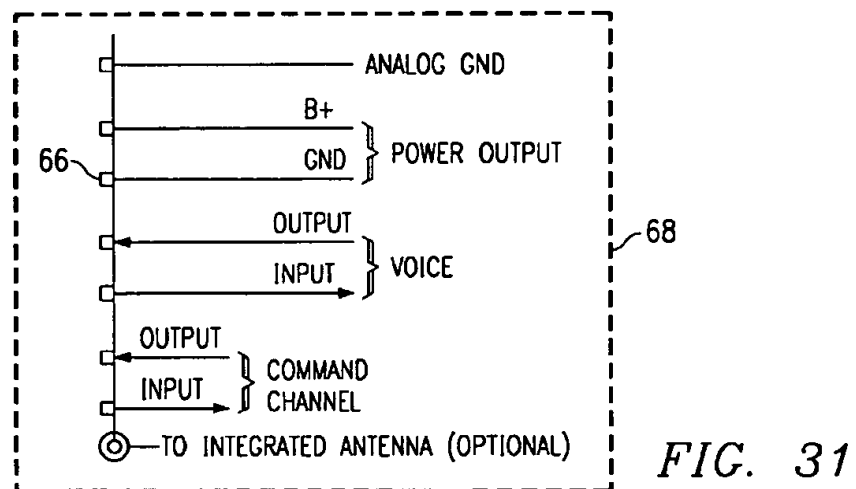 ANALOG GND
B+
66
GND
POWER OUTPUT
OUTPUT
68
INPUT
VOICE
OUTPUT
INPUT
COMMAND
CHANNEL
TO INTEGRATED ANTENNA (OPTIONAL)
FIG. 31